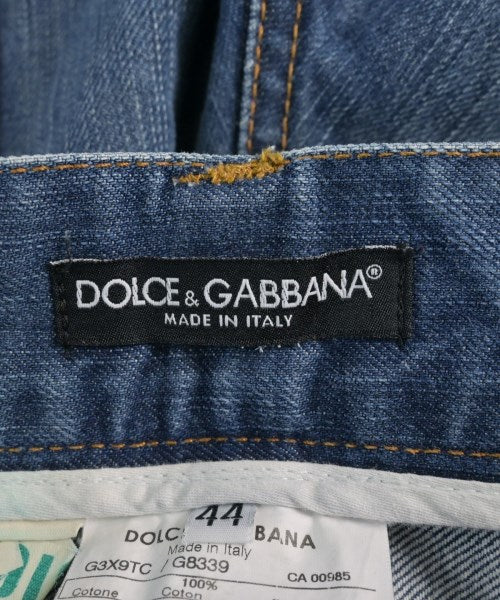 DOLCE & GABBANA®
MADE IN ITALY
44
DOLC BANA
Made in Italy
G3X9TC / G8339
100%
CA 00985
Cotone
Coton